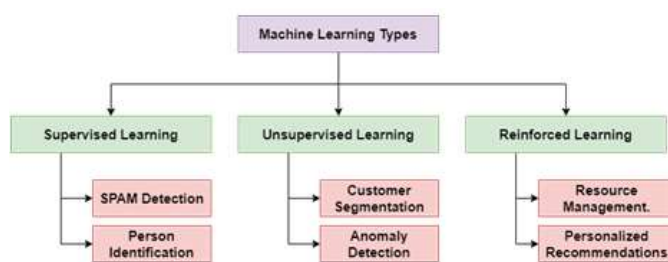 Machine Learning Types
Supervised Learning
Unsupervised Learning
Reinforced Learning
SPAM Detection
Person
Identification
Customer
Segmentation
Anomaly
Detection
Resource
Management.
Personalized
Recommendations